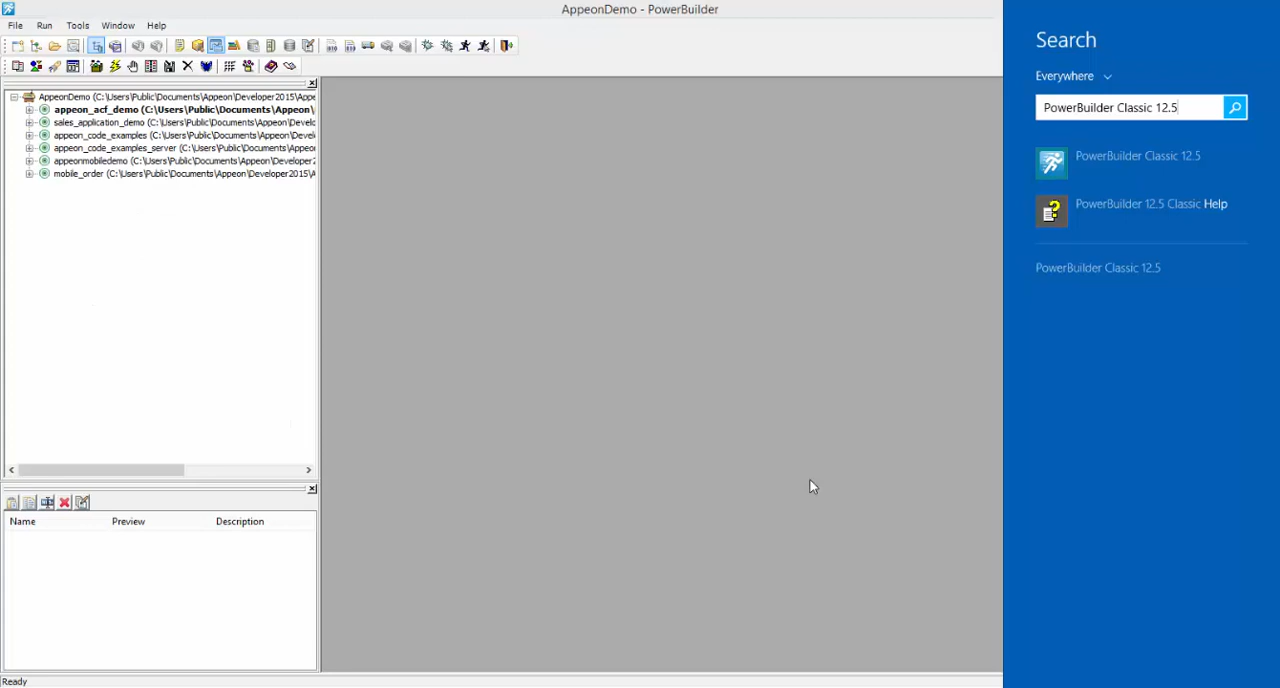 AppeonDemo - PowerBuilder
File Run Tools Window Help
AppeonDemo (C:\Users\Public\Documents\Appeon\Developer2015\Appe
appeon_acf_demo (C:\Users\Public\Documents\Appeon\
sales_application_demo (C:\Users\Public\Documents\Appeon\Develo
appeon_code_examples (C:\Users\Public\Documents\Appeon\Devel
appeon_code_examples_server (C:\Users\Public\Documents\Appeo
appeonmobiledemo (C:\Users\Public\Documents\Appeon\Developer2
mobile_order (C:\Users\Public\Documents\Appeon\Developer2015\A
Name Preview Description
Ready
Search
Everywhere
PowerBuilder Classic 12.5
PowerBuilder Classic 12.5
PowerBuilder 12.5 Classic Help
PowerBuilder Classic 12.5